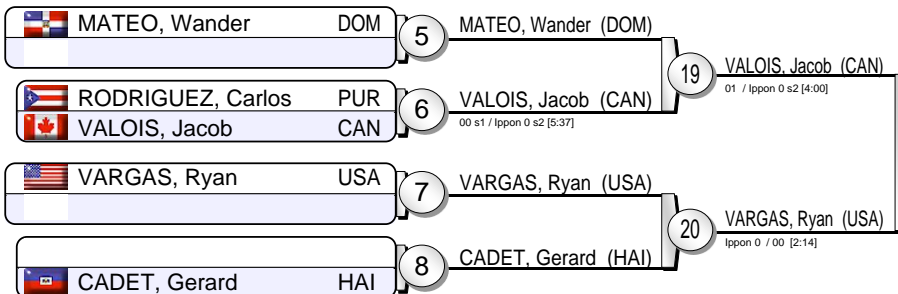 MATEO, Wander DOM
5
MATEO, Wander (DOM)
19
VALOIS, Jacob (CAN)
01 / Ippon 0 s2 [4:00]
RODRIGUEZ, Carlos PUR
VALOIS, Jacob CAN
6
VALOIS, Jacob (CAN)
00 s1 / Ippon 0 s2 [5:37]
VARGAS, Ryan USA
7
VARGAS, Ryan (USA)
20
VARGAS, Ryan (USA)
Ippon 0 / 00 [2:14]
CADET, Gerard HAI
8
CADET, Gerard (HAI)